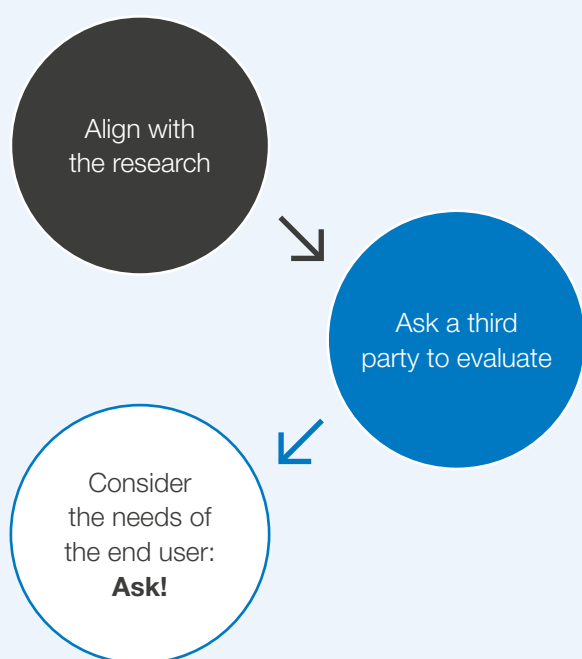 Align with
the research
Ask a third
party to evaluate
Consider
the needs of
the end user:
Ask!